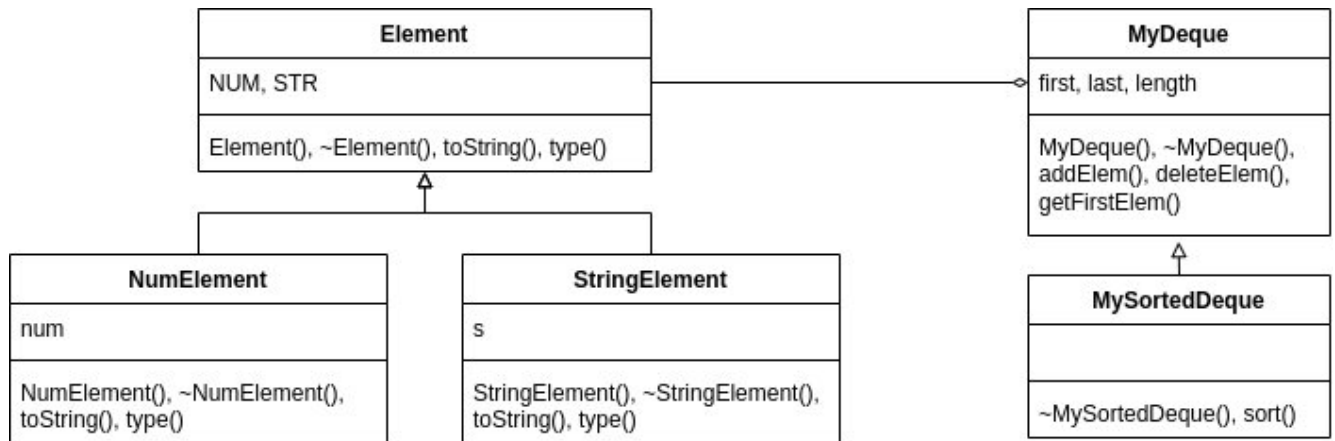 Element
NUM, STR
Element(), ~Element(), toString(), type()
MyDeque
first, last, length
MyDeque(), ~MyDeque(),
addElem(), deleteElem(),
getFirstElem()
NumElement
num
NumElement(), ~NumElement(),
toString(), type()
StringElement
s
StringElement(), ~StringElement(),
toString(), type()
MySortedDeque
~MySortedDeque(), sort()